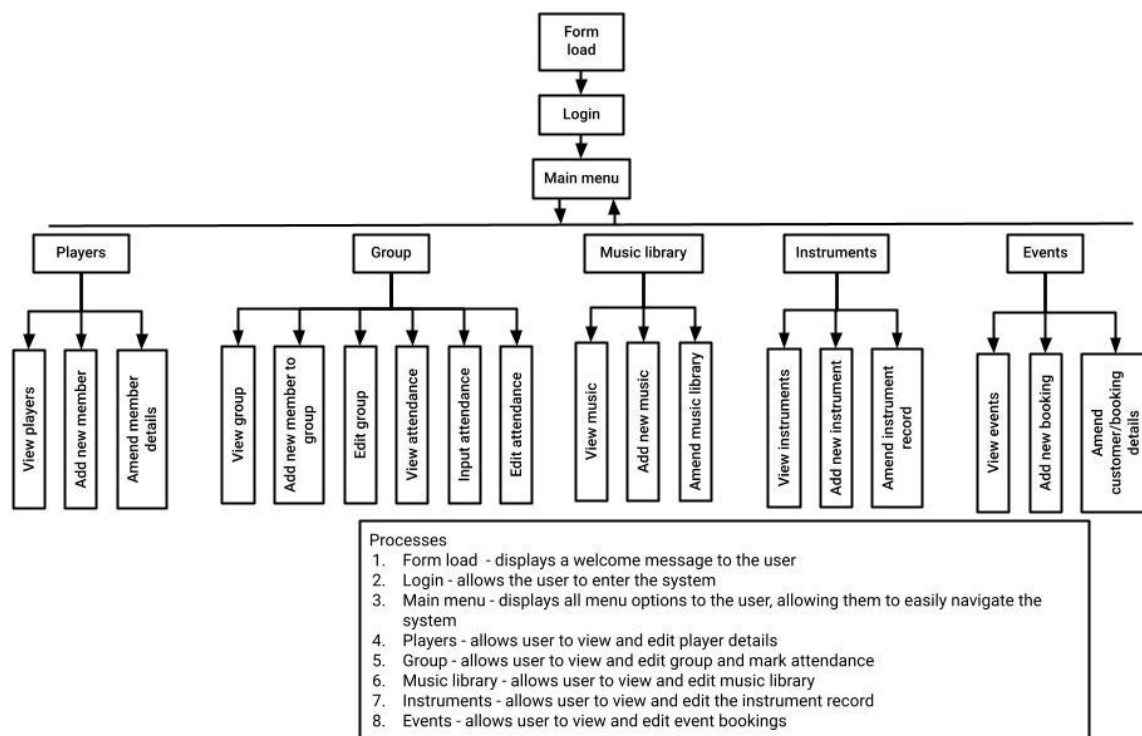 Form
load
Login
Main menu
Players
Group
Music library
Instruments
Events
View players
Add new member
Amend member
details
View group
Add new member to
group
Edit group
View attendance
Input attendance
Edit attendance
View music
Add new music
Amend music library
View instruments
Add new instrument
Amend instrument
record
View events
Add new booking
Amend
customer/booking
details
Processes
1. Form load - displays a welcome message to the user
2. Login - allows the user to enter the system
3. Main menu - displays all menu options to the user, allowing them to easily navigate the
system
4. Players - allows user to view and edit player details
5. Group - allows user to view and edit group and mark attendance
6. Music library - allows user to view and edit music library
7. Instruments - allows user to view and edit the instrument record
8. Events - allows user to view and edit event bookings